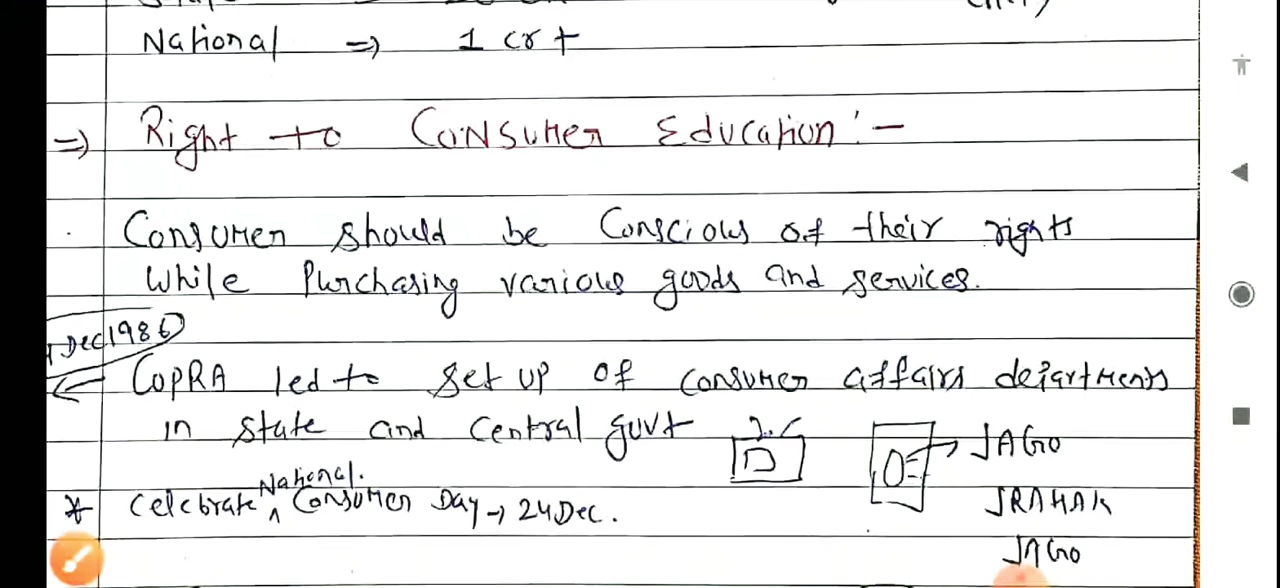 National => 1 cr +
=> Right to Consumer Education :-
Consumer should be Conscious of their rights
While Purchasing various goods and services.
Dec 1986
COPRA led to set up of consumer affairs departments
in state and central govt
* Celebrate National Consumer Day → 24 Dec.
JAGO
GRAHAK
JAGO